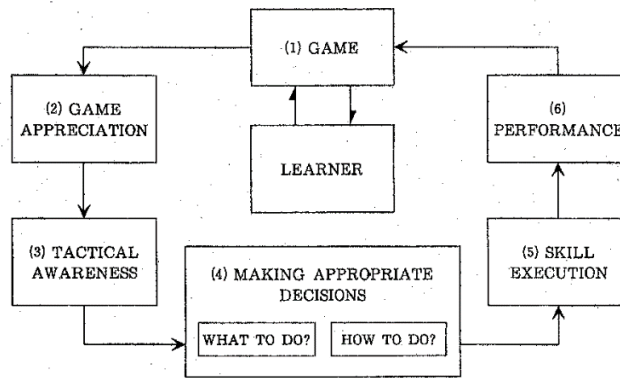 (1) GAME
(2) GAME
APPRECIATION
(6)
PERFORMANCE
LEARNER
(3) TACTICAL
AWARENESS
(4) MAKING APPROPRIATE
DECISIONS
WHAT TO DO?
HOW TO DO?
(5) SKILL
EXECUTION